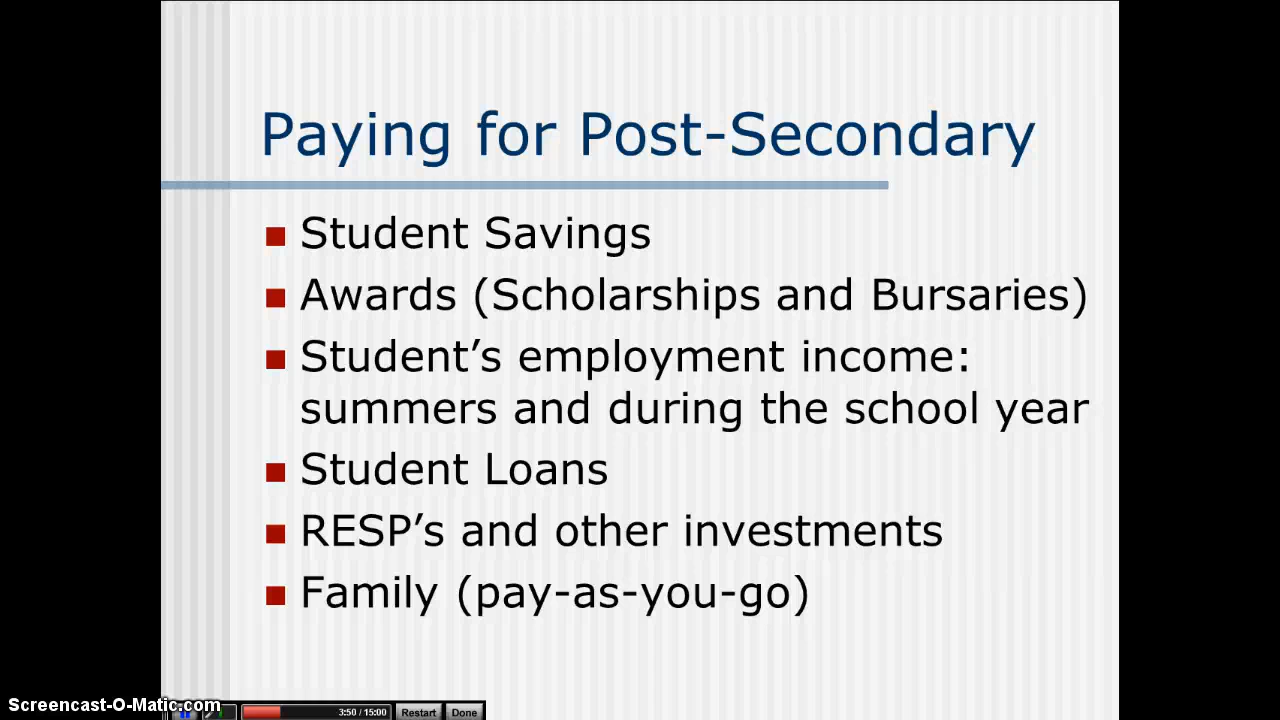 Paying for Post-Secondary
Student Savings
Awards (Scholarships and Bursaries)
Student’s employment income:
summers and during the school year
Student Loans
RESP’s and other investments
Family (pay-as-you-go)
Screencast-O-Matic.com
3:50 / 15:00 Restart Done